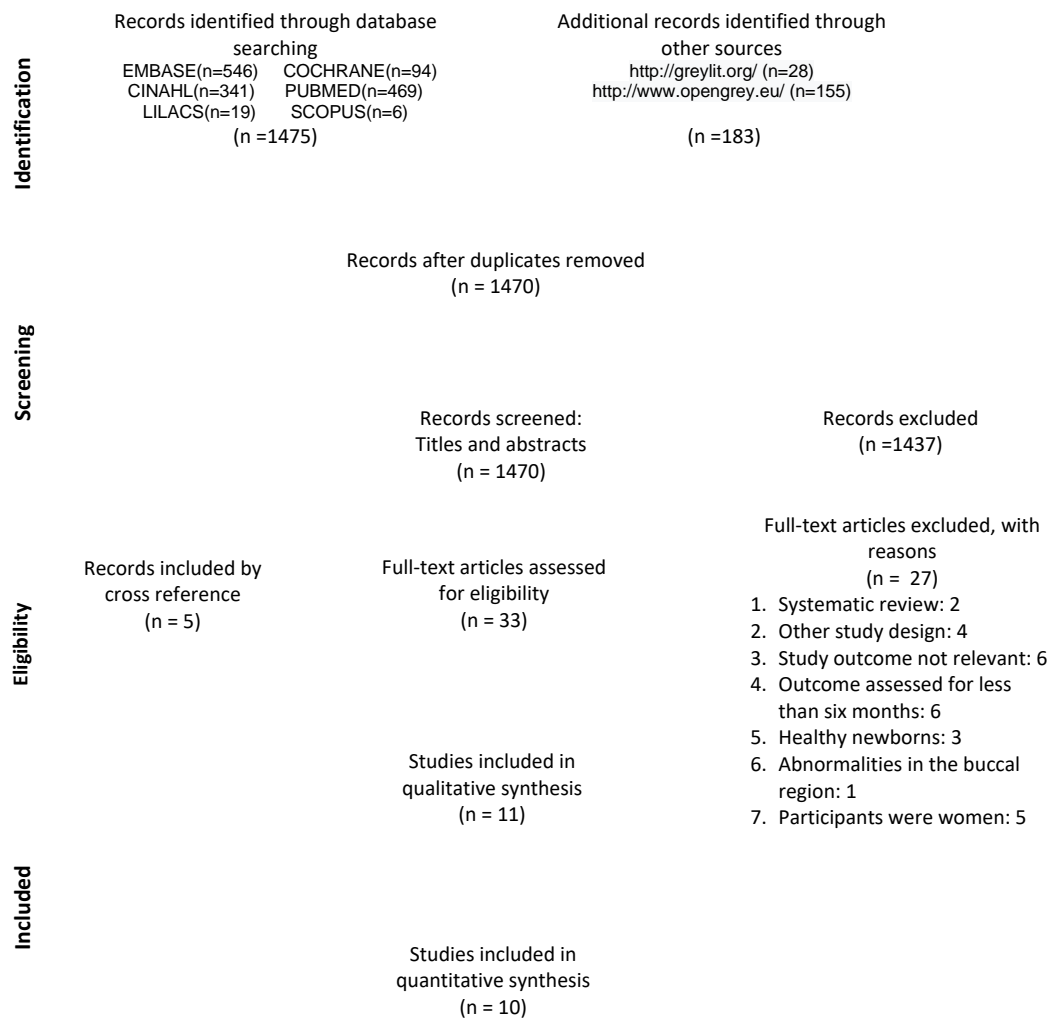 Identification
Records identified through database
searching
EMBASE(n=546) COCHRANE(n=94)
CINAHL(n=341) PUBMED(n=469)
LILACS(n=19) SCOPUS(n=6)
(n =1475)
Additional records identified through
other sources
http://greylit.org/ (n=28)
http://www.opengrey.eu/ (n=155)
(n =183)
Records after duplicates removed
(n = 1470)
Screening
Records screened:
Titles and abstracts
(n = 1470)
Records excluded
(n =1437)
Eligibility
Records included by
cross reference
(n = 5)
Full-text articles assessed
for eligibility
(n = 33)
Full-text articles excluded, with
reasons
(n = 27)
1. Systematic review: 2
2. Other study design: 4
3. Study outcome not relevant: 6
4. Outcome assessed for less
than six months: 6
5. Healthy newborns: 3
6. Abnormalities in the buccal
region: 1
7. Participants were women: 5
Studies included in
qualitative synthesis
(n = 11)
Included
Studies included in
quantitative synthesis
(n = 10)